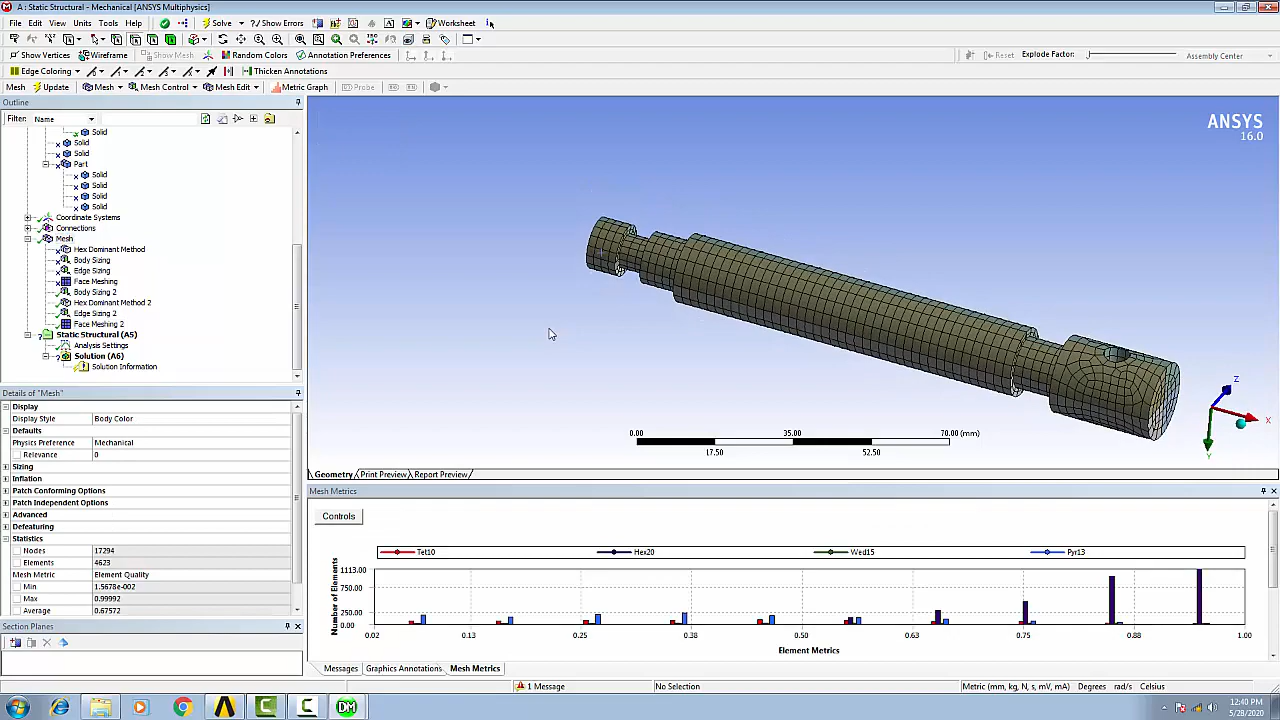 A : Static Structural - Mechanical [ANSYS Multiphysics]
File Edit View Units Tools Help Solve ?/Show Errors Worksheet
Show Vertices Wireframe Show Mesh Random Colors Annotation Preferences Reset Explode Factor: Assembly Center
Edge Coloring Thicken Annotations
Mesh Update Mesh Mesh Control Mesh Edit Metric Graph Probe
Outline
Filter: Name
Solid
Solid
Solid
Part
Solid
Solid
Solid
Solid
Coordinate Systems
Connections
Mesh
Hex Dominant Method
Body Sizing
Edge Sizing
Face Meshing
Body Sizing 2
Hex Dominant Method 2
Edge Sizing 2
Face Meshing 2
Static Structural (A5)
Analysis Settings
Solution (A6)
Solution Information
Details of "Mesh"
Display
Display Style Body Color
Defaults
Physics Preference Mechanical
Relevance 0
Sizing
Inflation
Patch Conforming Options
Patch Independent Options
Advanced
Defeaturing
Statistics
Nodes 17294
Elements 4623
Mesh Metric Element Quality
Min 1.5678e-002
Max 0.99992
Average 0.67572
Section Planes
ANSYS
16.0
Z
X
Y
0.00 35.00 70.00 (mm)
17.50 52.50
Geometry Print Preview Report Preview
Mesh Metrics
Controls
Tet10 Hex20 Wed15 Pyr13
Number of Elements
1113.00
750.00
250.00
0.00
0.02 0.13 0.25 0.38 0.50 0.63 0.75 0.88 1.00
Element Metrics
Messages Graphics Annotations Mesh Metrics
1 Message No Selection Metric (mm, kg, N, s, mV, mA) Degrees rad/s Celsius
DM
12:40 PM
5/28/2020